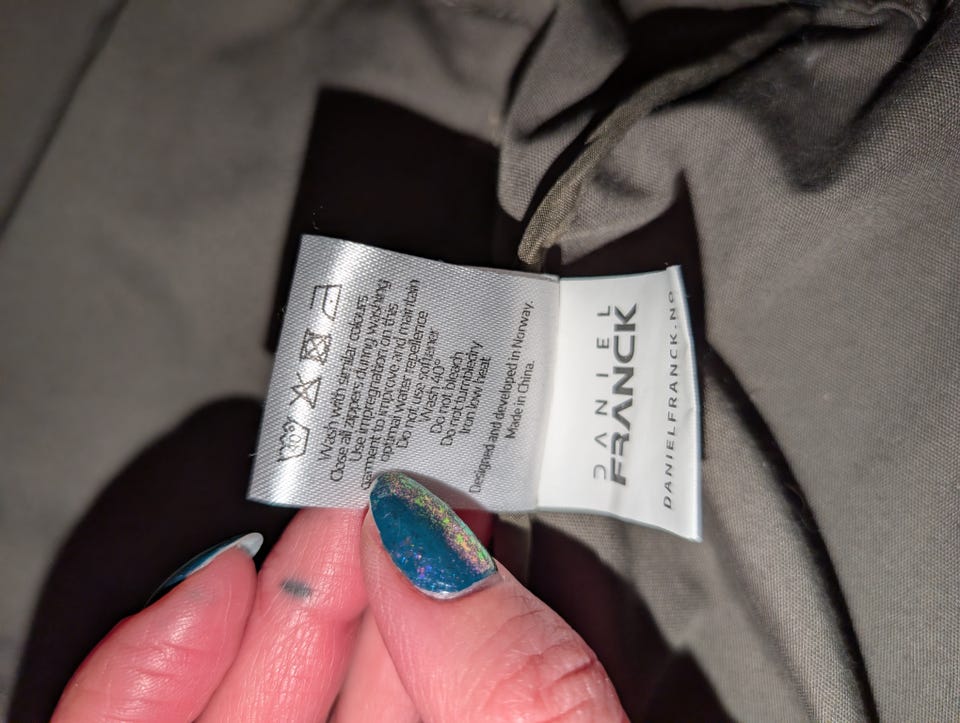 40°
Wash with similar colours
Close all zippers during washing
Use impregnation on this
garment to improve and maintain
optimal water repellence
Do not use softener
Wash 40°
Do not bleach
Do not tumbledry
Iron low heat
Designed and developed in Norway.
Made in China.
DANIEL
FRANCK
DANIELFRANCK.NO